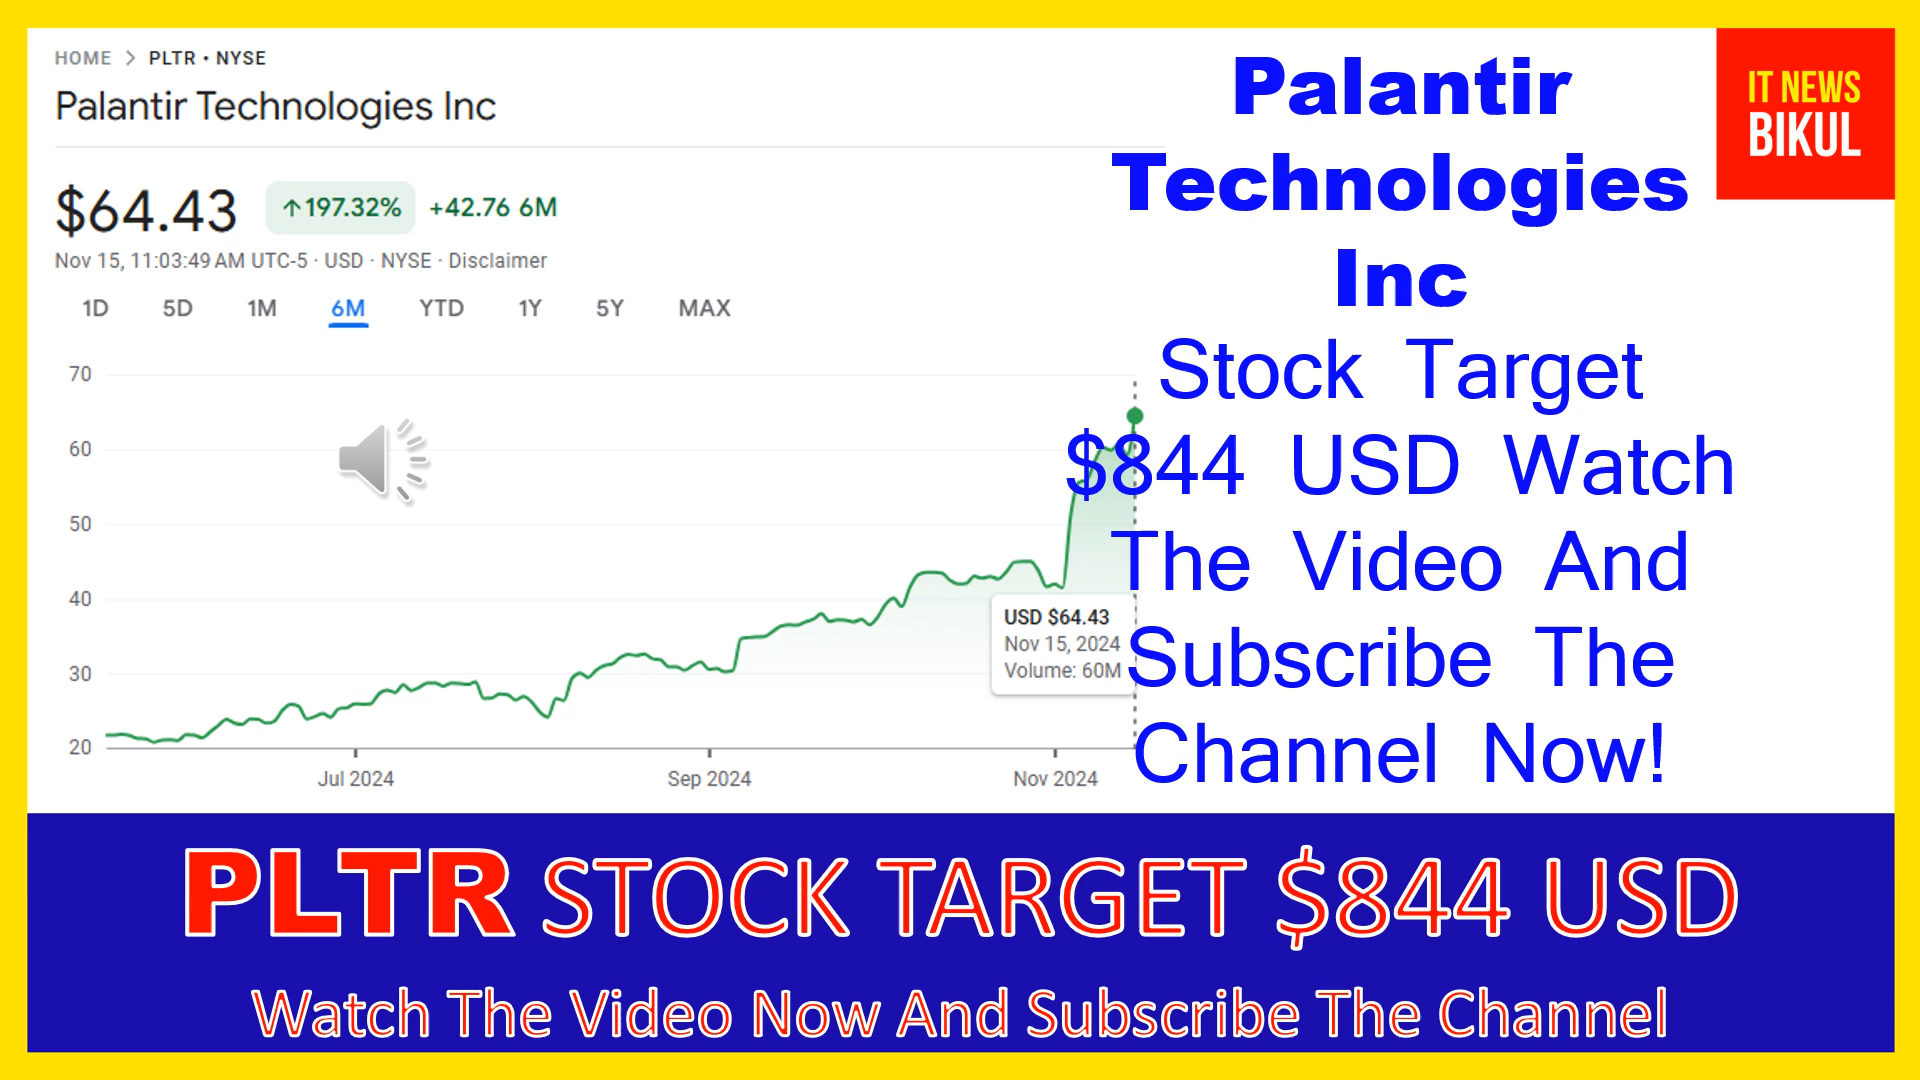 HOME > PLTR • NYSE
Palantir Technologies Inc
$64.43 ↑197.32% +42.76 6M
Nov 15, 11:03:49 AM UTC-5 · USD · NYSE · Disclaimer
1D 5D 1M 6M YTD 1Y 5Y MAX
70
60
50
40
30
20
Jul 2024 Sep 2024 Nov 2024
USD $64.43
Nov 15, 2024
Volume: 60M
Palantir
Technologies
Inc
Stock Target
$844 USD Watch
The Video And
Subscribe The
Channel Now!
IT NEWS
BIKUL
PLTR STOCK TARGET $844 USD
Watch The Video Now And Subscribe The Channel